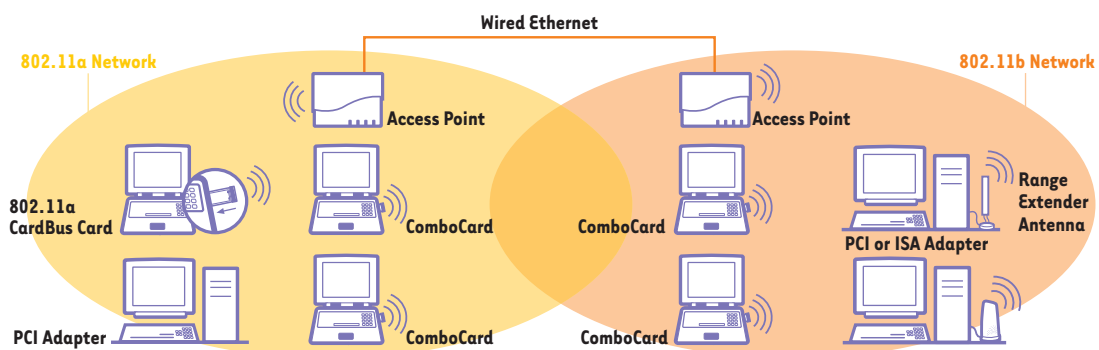 Wired Ethernet
802.11a Network
802.11b Network
Access Point
Access Point
802.11a
CardBus Card
ComboCard
ComboCard
PCI or ISA Adapter
Range
Extender
Antenna
PCI Adapter
ComboCard
ComboCard